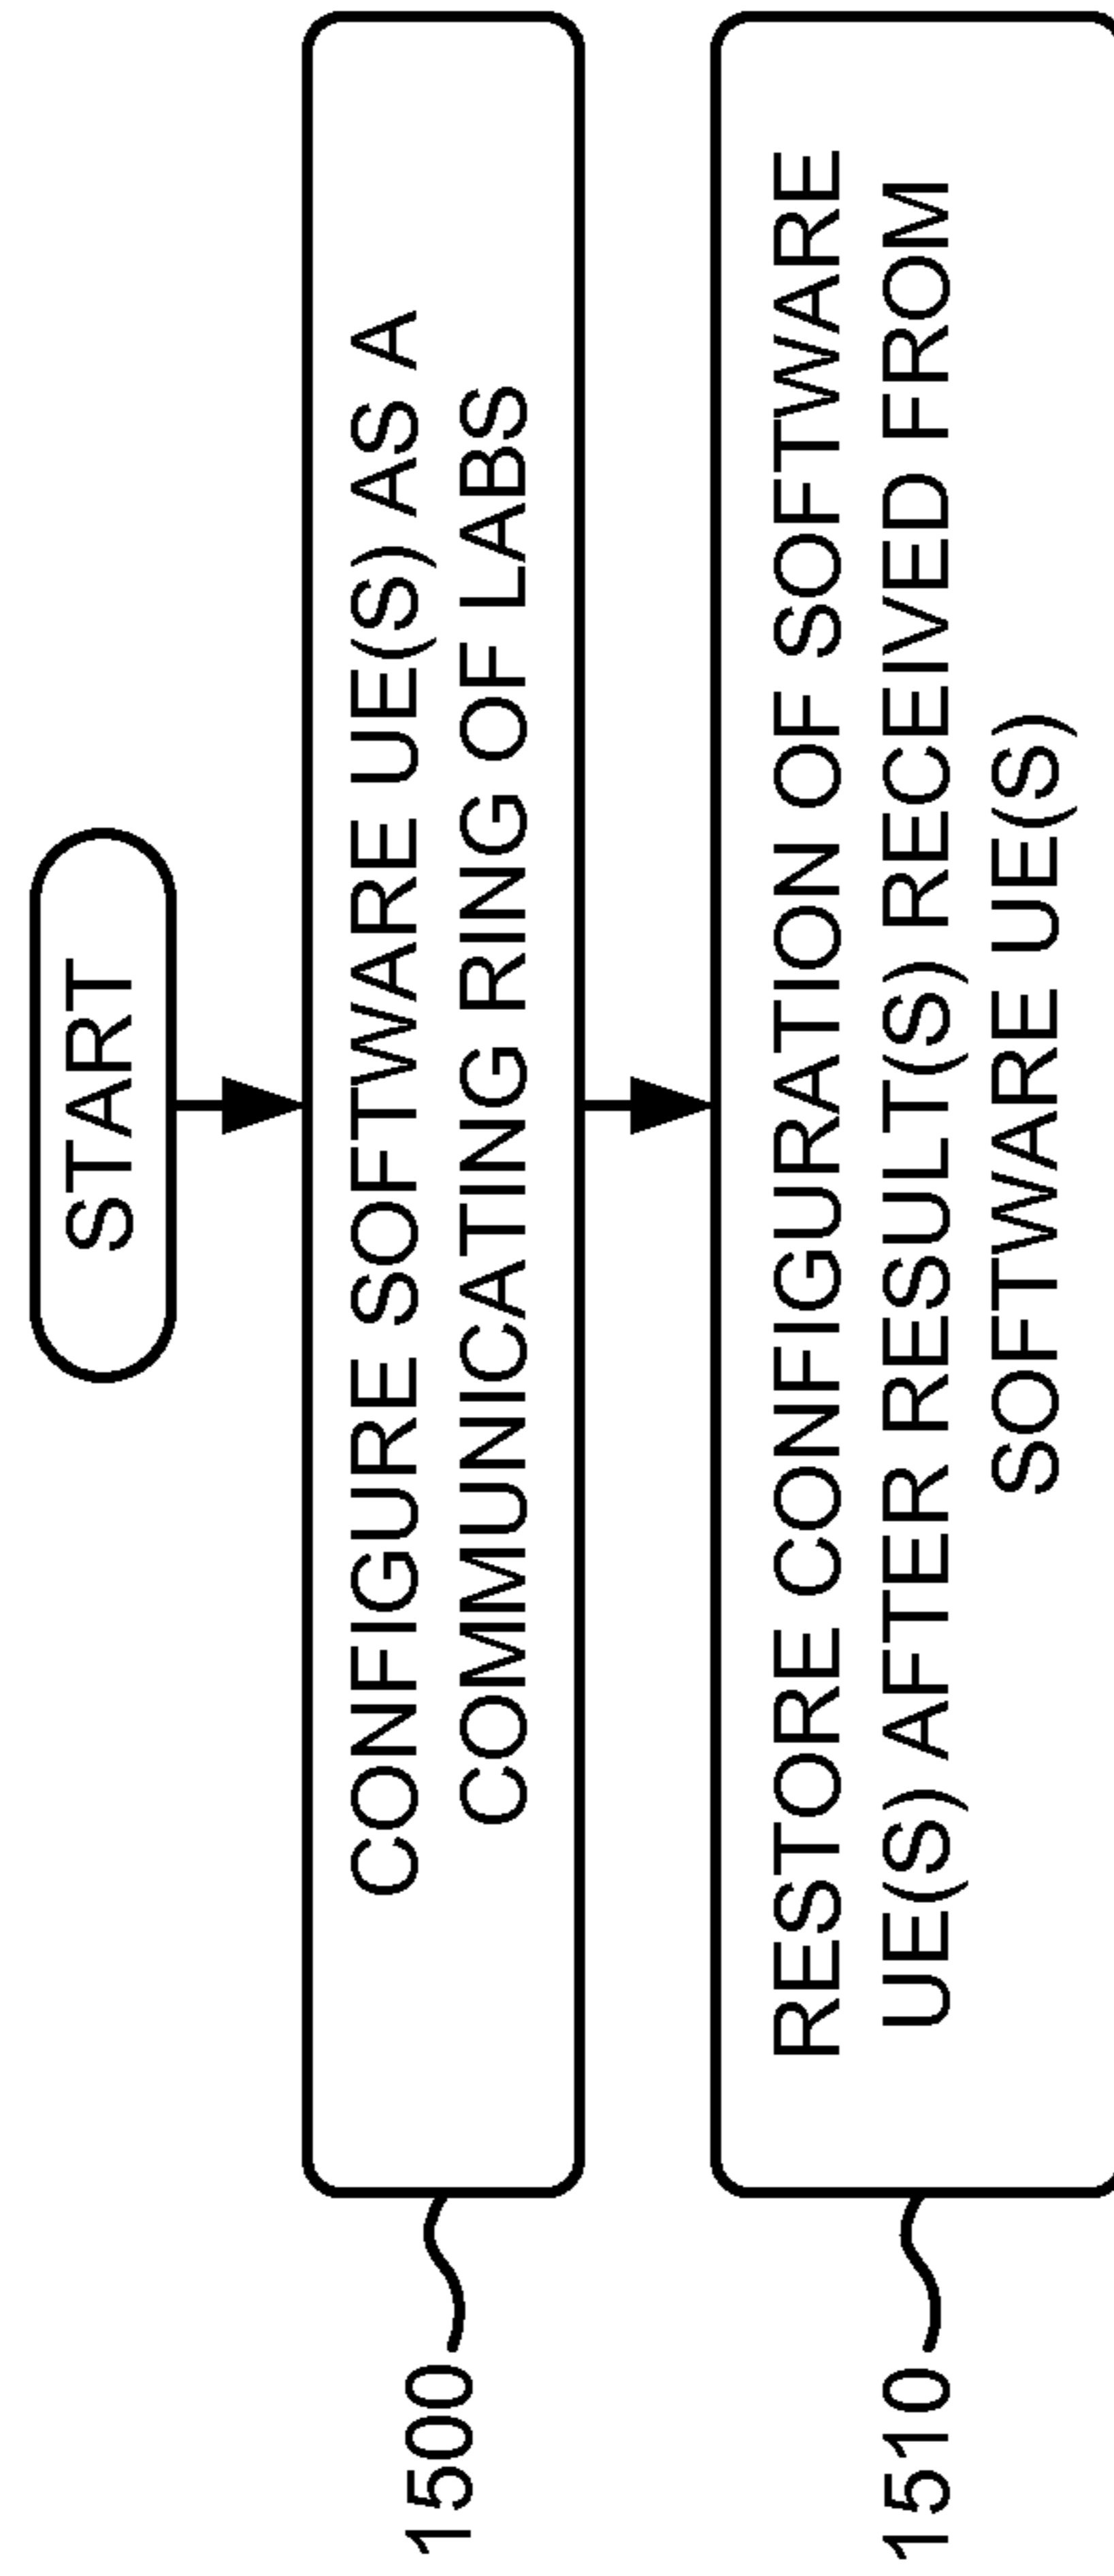 START
1500
CONFIGURE SOFTWARE UE(S) AS A
COMMUNICATING RING OF LABS
1510
RESTORE CONFIGURATION OF SOFTWARE
UE(S) AFTER RESULT(S) RECEIVED FROM
SOFTWARE UE(S)